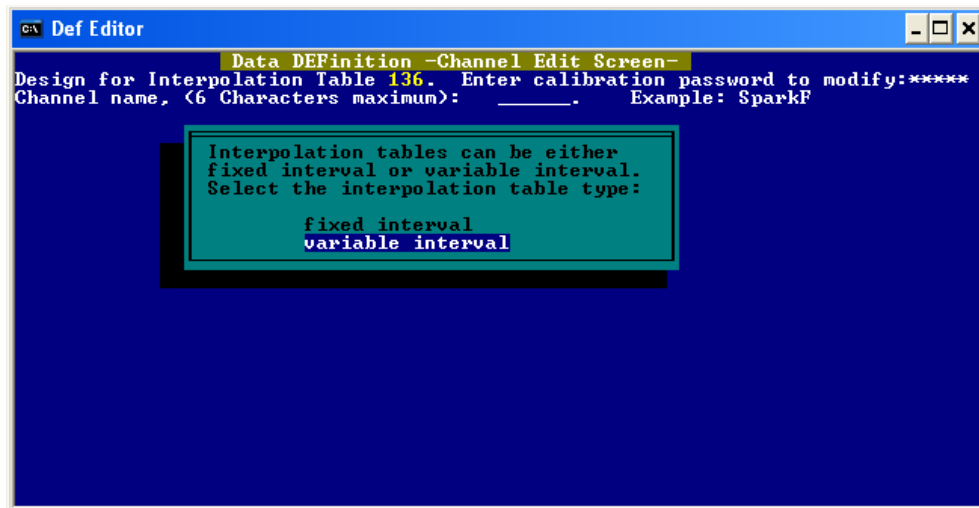 Def Editor
Data DEFinition -Channel Edit Screen-
Design for Interpolation Table 136. Enter calibration password to modify:*****
Channel name, (6 Characters maximum): ______. Example: SparkF
Interpolation tables can be either
fixed interval or variable interval.
Select the interpolation table type:
fixed interval
variable interval